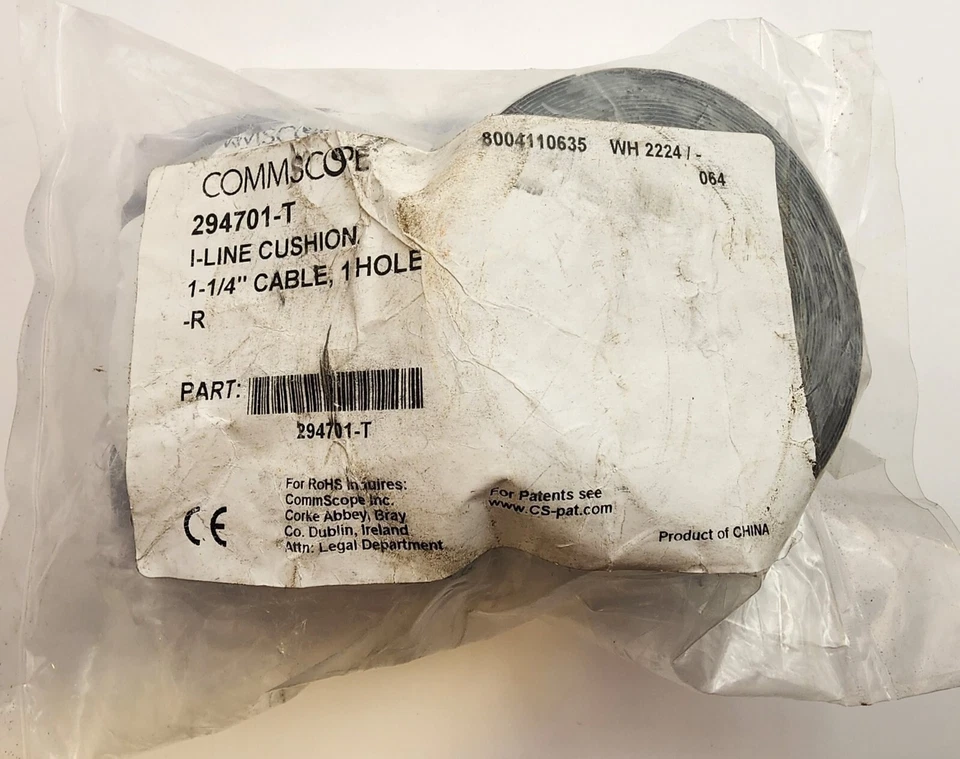 COMMSCOPE
8004110635 WH 2224 / -
064
294701-T
I-LINE CUSHION,
1-1/4" CABLE, 1 HOLE
-R
PART:
294701-T
For RoHS Inquires:
CommScope Inc.
Corke Abbey, Bray
Co. Dublin, Ireland
Attn: Legal Department
For Patents see
www.CS-pat.com
CE
Product of CHINA